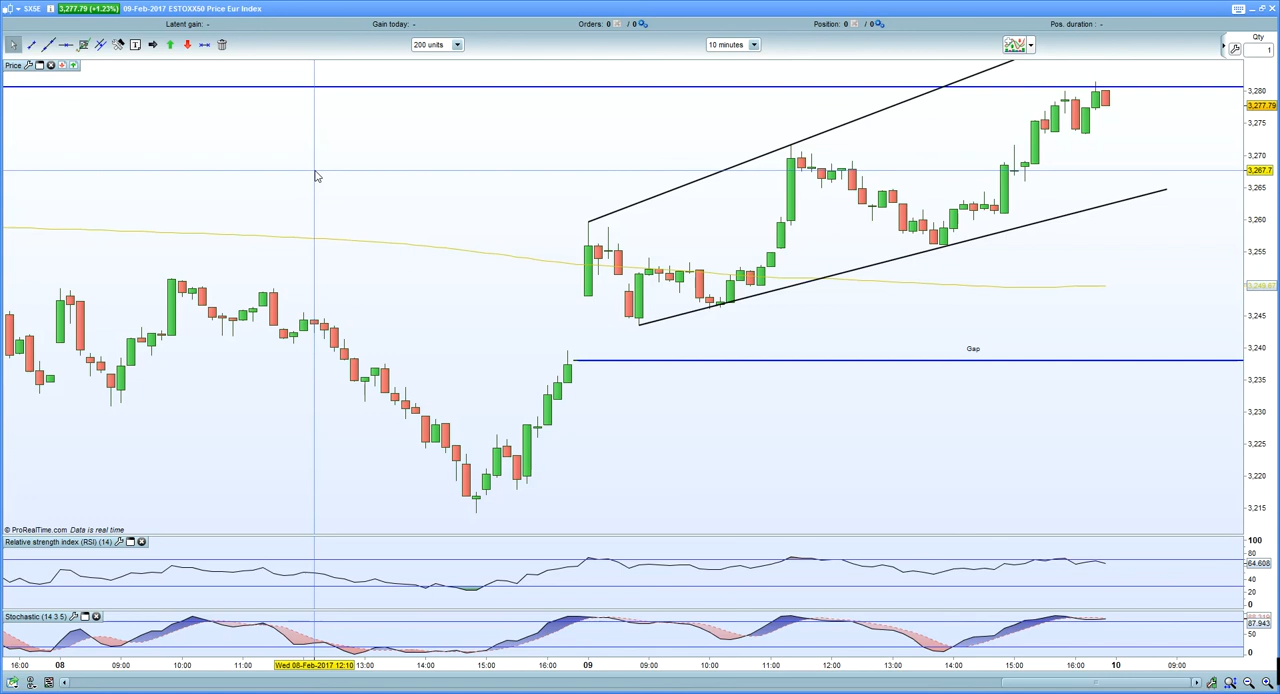 SX5E 3,277.79 (+1.23%) 09-Feb-2017 ESTOXX50 Price Eur Index
Latent gain: - Gain today: - Orders: 0 / 0 Position: 0 / 0 Pos. duration : -
200 units 10 minutes Qty
1
Price
3,280
3,277.79
3,275
3,270
3,267.7
3,265
3,260
3,255
3,249.87
3,245
Gap
3,240
3,235
3,230
3,225
3,220
3,215
© ProRealTime.com Data is real time
Relative strength index (RSI) (14)
100
80
64.608
40
20
0
Stochastic (14 3 5)
87.943
50
0
16:00 08 09:00 10:00 11:00 Wed 08-Feb-2017 12:10 13:00 14:00 15:00 16:00 09 09:00 10:00 11:00 12:00 13:00 14:00 15:00 16:00 10 09:00